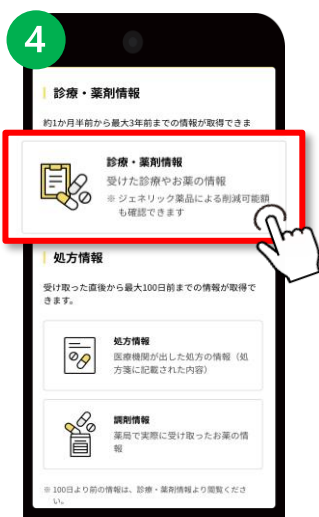 4
診療・薬剤情報
約1か月半前から最大3年前までの情報が取得できま
診療・薬剤情報
受けた診療やお薬の情報
※ ジェネリック薬品による削減可能額
も確認できます
処方情報
受け取った直後から最大100日前までの情報が取得で
きます。
処方情報
医療機関が出した処方の情報（処
方箋に記載された内容）
調剤情報
薬局で実際に受け取ったお薬の情
報
※ 100日より前の情報は、診療・薬剤情報より閲覧くださ
い。